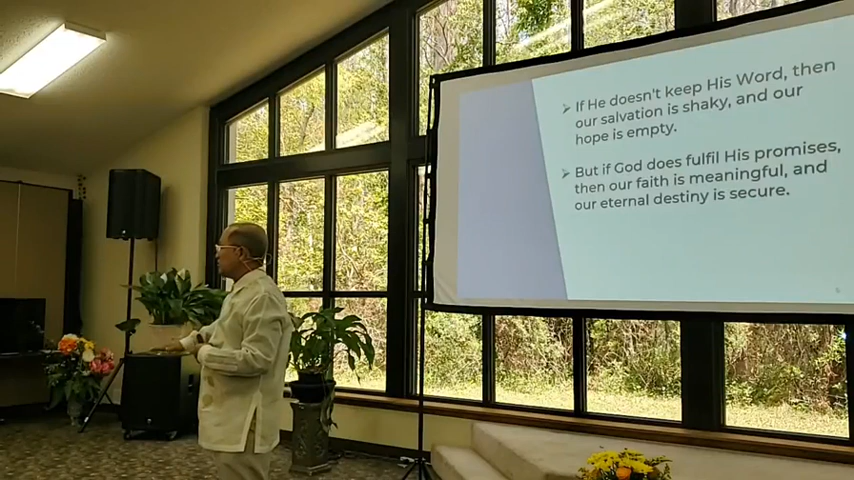 If He doesn't keep His Word, then
our salvation is shaky, and our
hope is empty.
But if God does fulfil His promises,
then our faith is meaningful, and
our eternal destiny is secure.